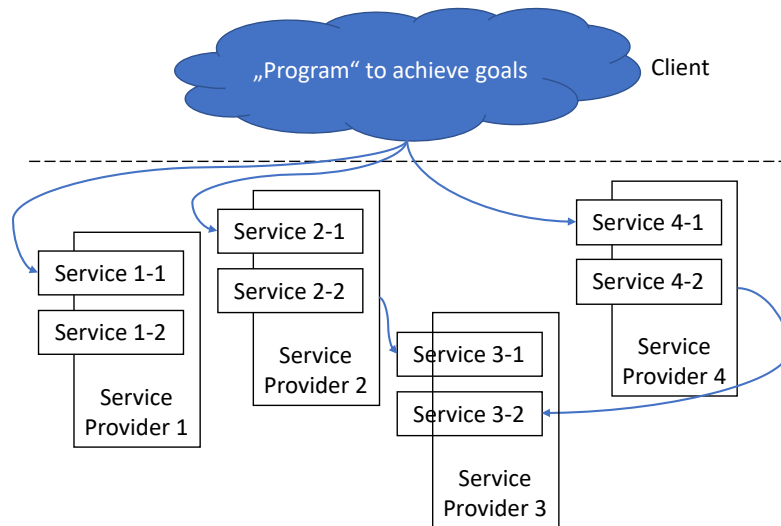 „Program“ to achieve goals
Client
Service 1-1
Service 1-2
Service
Provider 1
Service 2-1
Service 2-2
Service
Provider 2
Service 3-1
Service 3-2
Service
Provider 3
Service 4-1
Service 4-2
Service
Provider 4